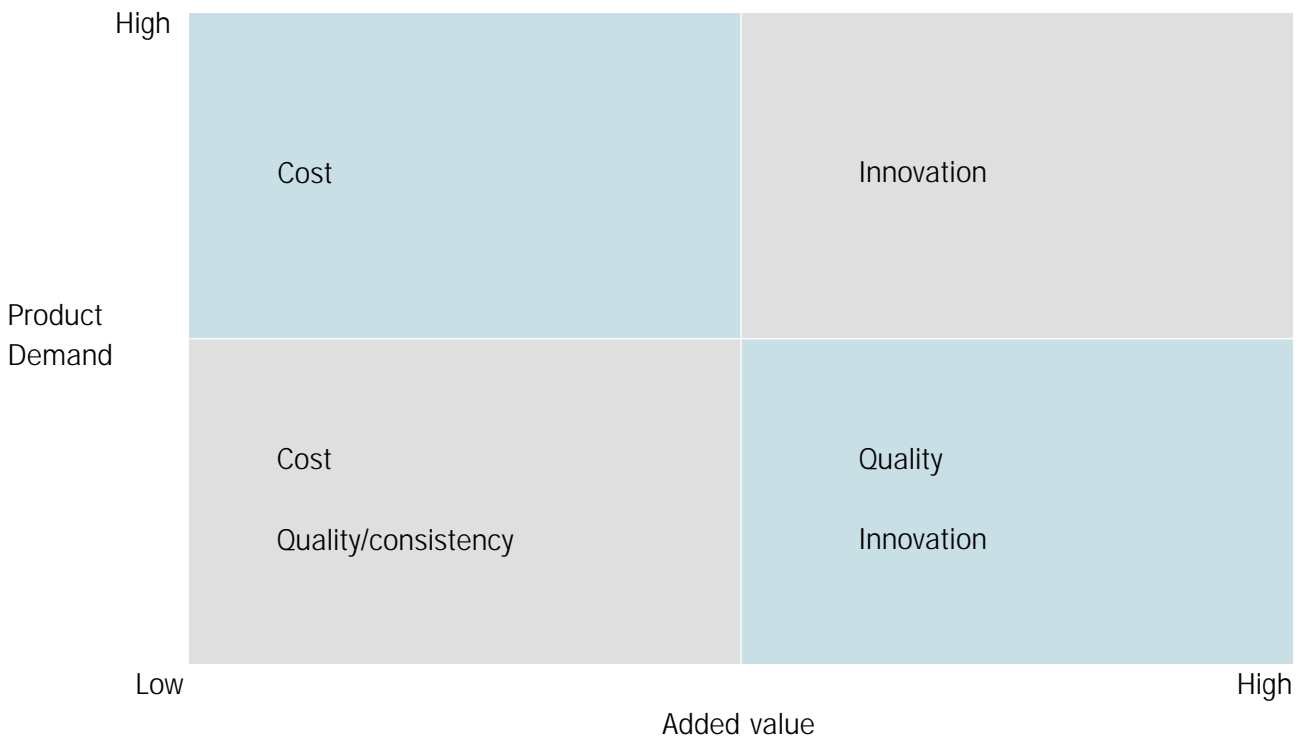 High
Cost
Innovation
Product
Demand
Cost
Quality
Quality/consistency
Innovation
Low
High
Added value